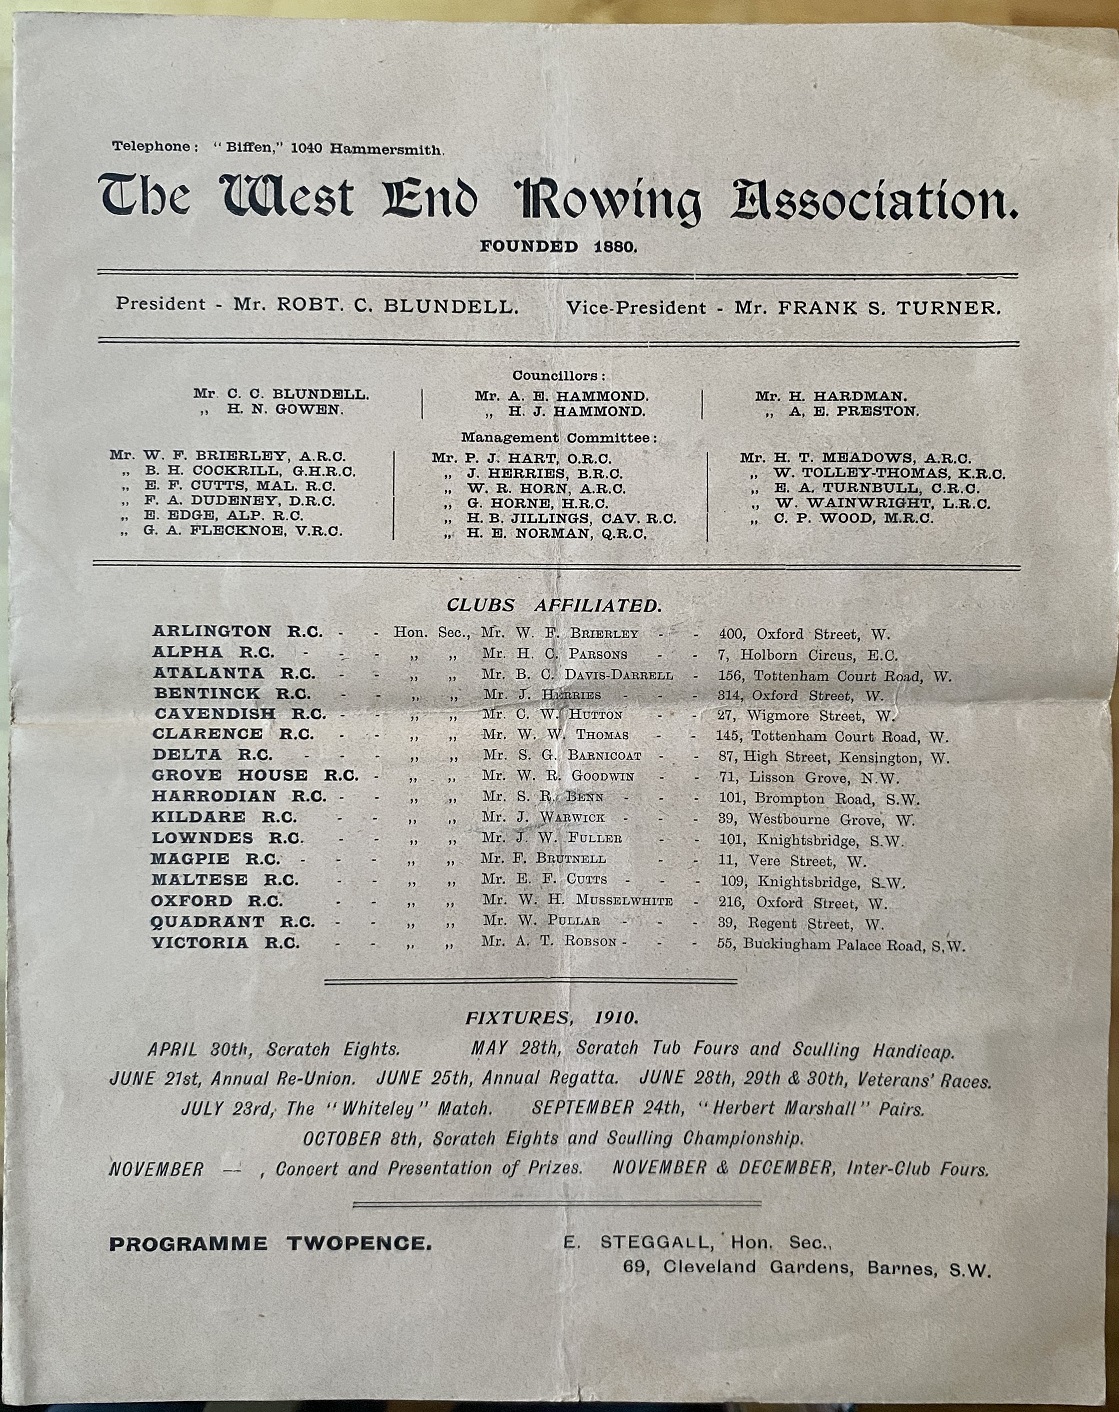 Telephone: "Biffen," 1040 Hammersmith.
The West End Rowing Association.
FOUNDED 1880.
President - Mr. ROBT. C. BLUNDELL. Vice-President - Mr. FRANK S. TURNER.
Councillors:
Mr. C. C. BLUNDELL. Mr. A. E. HAMMOND. Mr. H. HARDMAN.
„ H. N. GOWEN. „ H. J. HAMMOND. „ A. E. PRESTON.
Management Committee:
Mr. W. F. BRIERLEY, A.R.C. Mr. P. J. HART, O.R.C. Mr. H. T. MEADOWS, A.R.C.
„ B. H. COCKRILL, G.H.R.C. „ J. HERRIES, B.R.C. „ W. TOLLEY-THOMAS, K.R.C.
„ E. F. CUTTS, MAL. R.C. „ W. R. HORN, A.R.C. „ E. A. TURNBULL, C.R.C.
„ F. A. DUDENEY, D.R.C. „ G. HORNE, H.R.C. „ W. WAINWRIGHT, L.R.C.
„ E. EDGE, ALP. R.C. „ H. B. JILLINGS, CAV. R.C. „ C. P. WOOD, M.R.C.
„ G. A. FLECKNOE, V.R.C. „ H. E. NORMAN, Q.R.C.
CLUBS AFFILIATED.
ARLINGTON R.C. - - Hon. Sec., Mr. W. F. BRIERLEY - - 400, Oxford Street, W.
ALPHA R.C. - - - „ „ Mr. H. C. PARSONS - - 7, Holborn Circus, E.C.
ATALANTA R.C. - - „ „ Mr. B. C. DAVIS-DARRELL - 156, Tottenham Court Road, W.
BENTINCK R.C. - - „ „ Mr. J. HERRIES - - - 314, Oxford Street, W.
CAVENDISH R.C. - - „ „ Mr. C. W. HUTTON - - 27, Wigmore Street, W.
CLARENCE R.C. - - „ „ Mr. W. W. THOMAS - - 145, Tottenham Court Road, W.
DELTA R.C. - - - „ „ Mr. S. G. BARNICOAT - - 87, High Street, Kensington, W.
GROVE HOUSE R.C. - „ „ Mr. W. R. GOODWIN - - 71, Lisson Grove, N.W.
HARRODIAN R.C. - - „ „ Mr. S. R. BENN - - - 101, Brompton Road, S.W.
KILDARE R.C. - - „ „ Mr. J. WARWICK - - - 39, Westbourne Grove, W.
LOWNDES R.C. - - „ „ Mr. J. W. FULLER - - 101, Knightsbridge, S.W.
MAGPIE R.C. - - - „ „ Mr. F. BRUTNELL - - 11, Vere Street, W.
MALTESE R.C. - - „ „ Mr. E. F. CUTTS - - - 109, Knightsbridge, S.W.
OXFORD R.C. - - „ „ Mr. W. H. MUSSELWHITE - 216, Oxford Street, W.
QUADRANT R.C. - - „ „ Mr. W. PULLAR - - - 39, Regent Street, W.
VICTORIA R.C. - - „ „ Mr. A. T. ROBSON - - - 55, Buckingham Palace Road, S.W.
FIXTURES, 1910.
APRIL 30th, Scratch Eights. MAY 28th, Scratch Tub Fours and Sculling Handicap.
JUNE 21st, Annual Re-Union. JUNE 25th, Annual Regatta. JUNE 28th, 29th & 30th, Veterans' Races.
JULY 23rd, The "Whiteley" Match. SEPTEMBER 24th, "Herbert Marshall" Pairs.
OCTOBER 8th, Scratch Eights and Sculling Championship.
NOVEMBER — , Concert and Presentation of Prizes. NOVEMBER & DECEMBER, Inter-Club Fours.
PROGRAMME TWOPENCE. E. STEGGALL, Hon. Sec.,
69, Cleveland Gardens, Barnes, S.W.